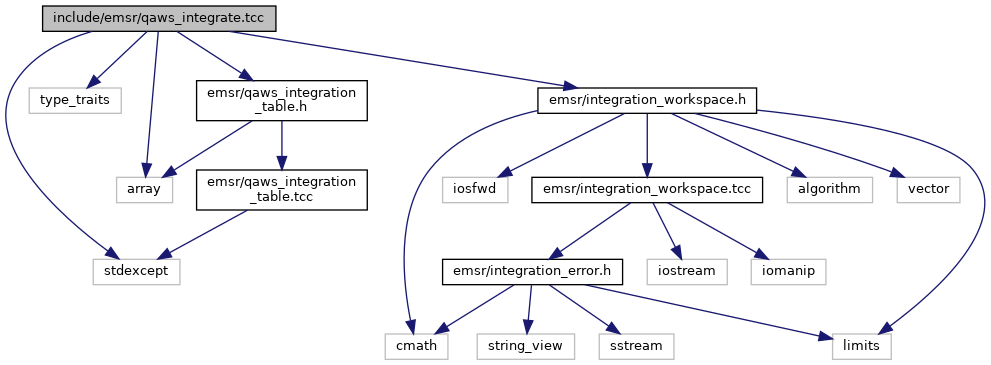 include/emsr/qaws_integrate.tcc
type_traits
emsr/qaws_integration
_table.h
emsr/integration_workspace.h
array
emsr/qaws_integration
_table.tcc
iosfwd
emsr/integration_workspace.tcc
algorithm
vector
stdexcept
emsr/integration_error.h
iostream
iomanip
cmath
string_view
sstream
limits